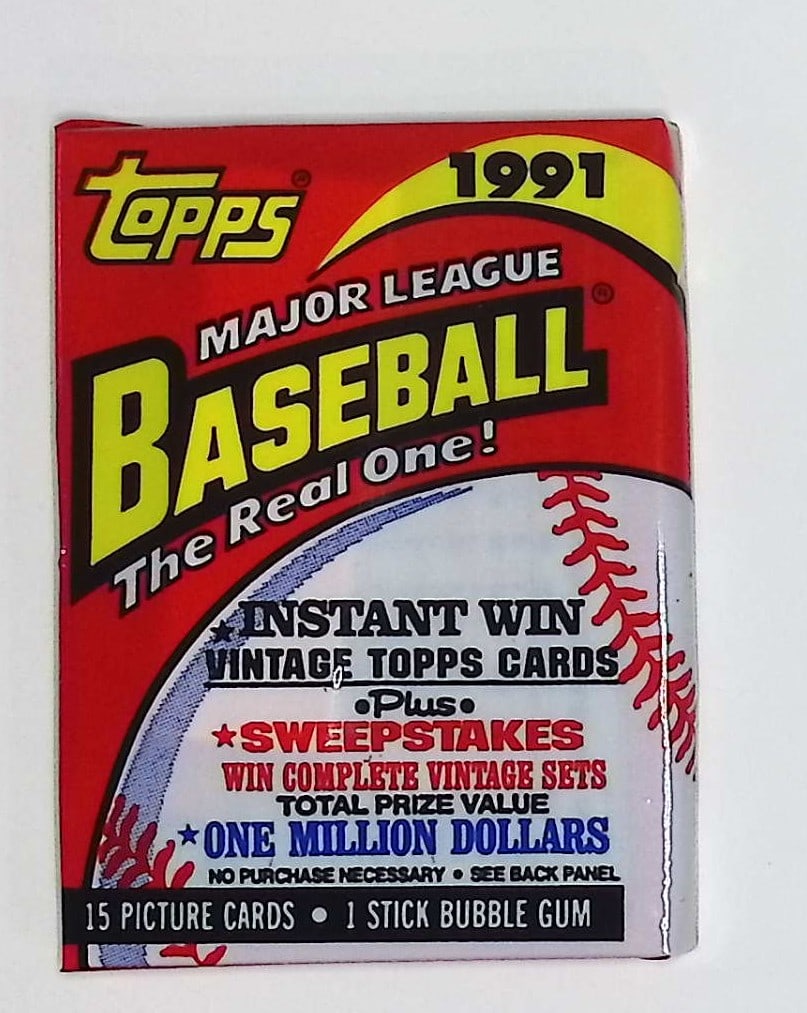 Topps®
1991
MAJOR LEAGUE
BASEBALL®
The Real One!
★INSTANT WIN
VINTAGE TOPPS CARDS
•Plus•
★SWEEPSTAKES
WIN COMPLETE VINTAGE SETS
TOTAL PRIZE VALUE
★ONE MILLION DOLLARS
NO PURCHASE NECESSARY • SEE BACK PANEL
15 PICTURE CARDS • 1 STICK BUBBLE GUM